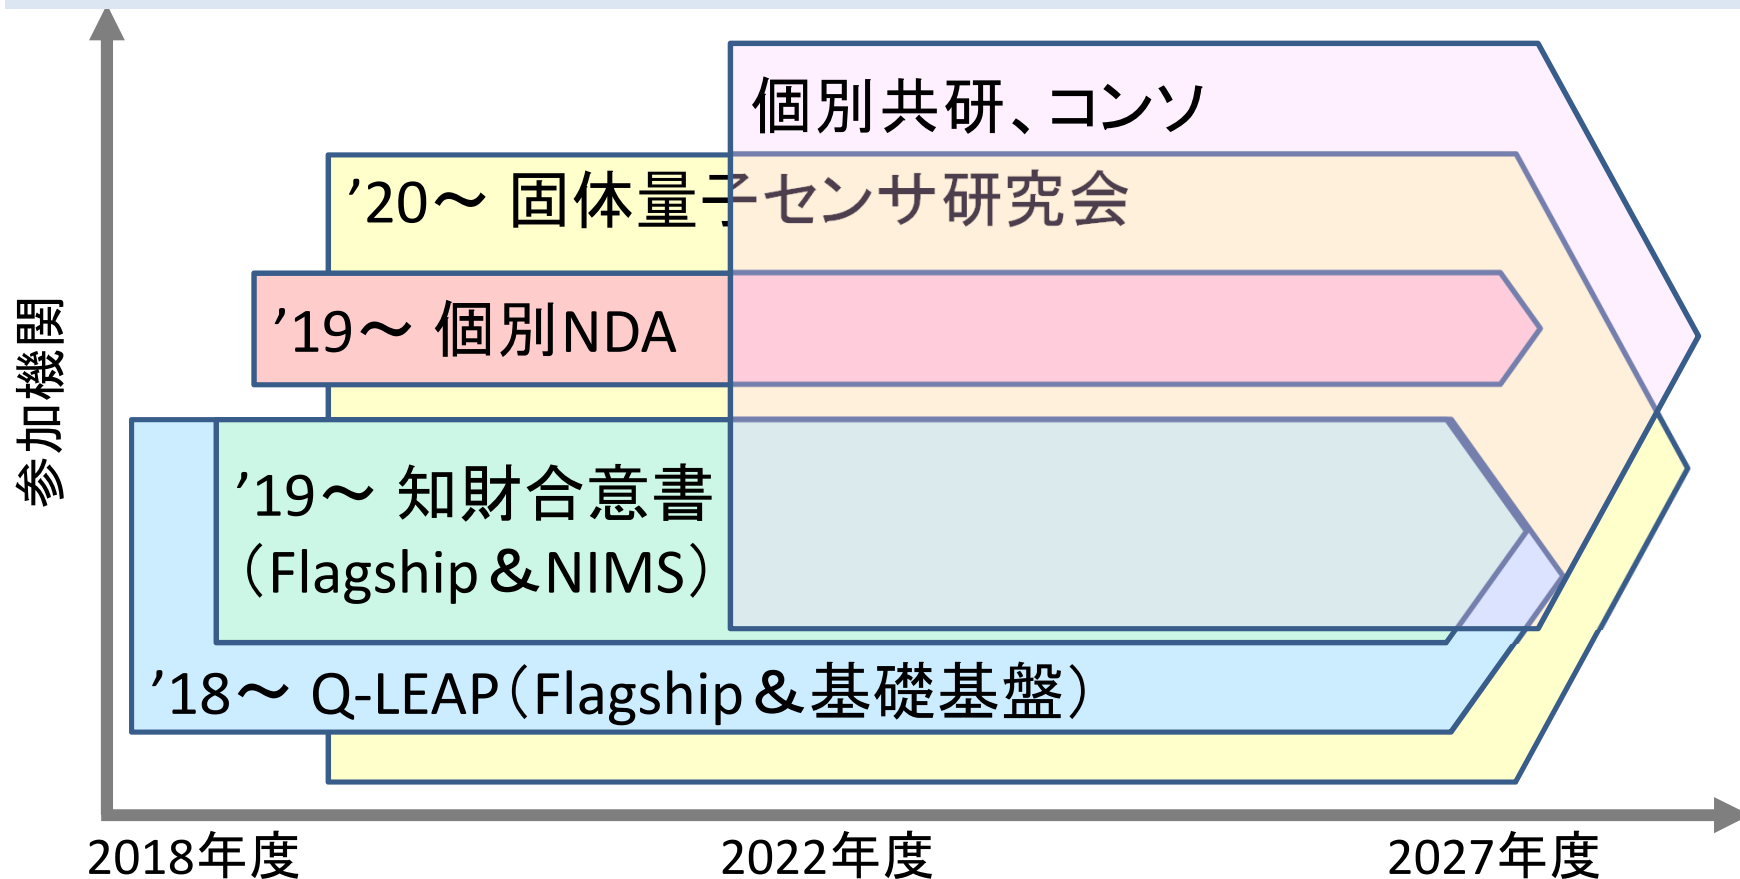 個別共研、コンソ
’20～ 固体量子センサ研究会
’19～ 個別NDA
参加機関
’19～ 知財合意書
（Flagship＆NIMS）
’18～ Q-LEAP（Flagship＆基礎基盤）
2018年度 2022年度 2027年度